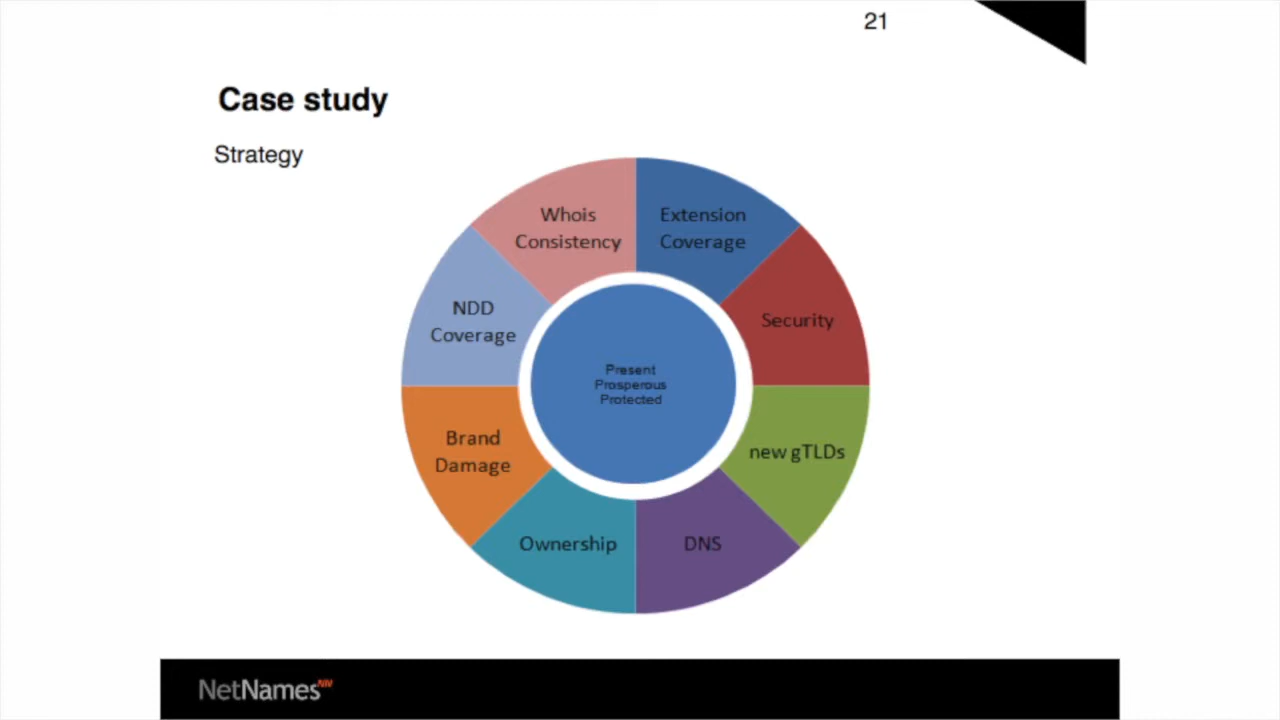 21
Case study
Strategy
Whois
Consistency
Extension
Coverage
NDD
Coverage
Security
Present
Prosperous
Protected
Brand
Damage
new gTLDs
Ownership
DNS
NetNames